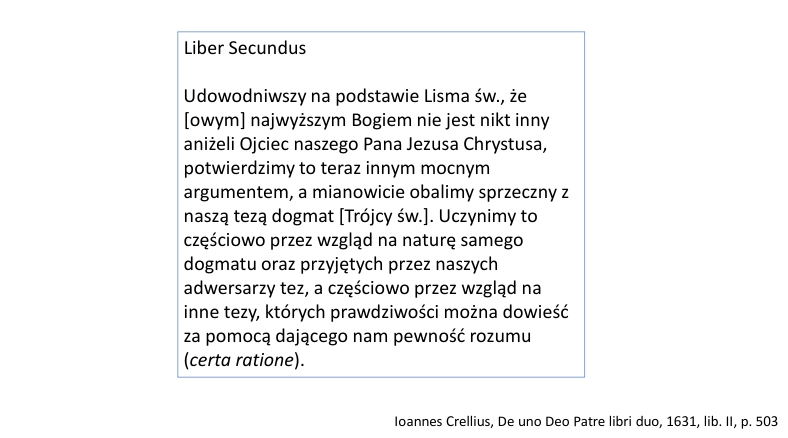 Liber Secundus
Udowodniwszy na podstawie Lisma św., że
[owym] najwyższym Bogiem nie jest nikt inny
aniżeli Ojciec naszego Pana Jezusa Chrystusa,
potwierdzimy to teraz innym mocnym
argumentem, a mianowicie obalimy sprzeczny z
naszą tezą dogmat [Trójcy św.]. Uczynimy to
częściowo przez wzgląd na naturę samego
dogmatu oraz przyjętych przez naszych
adwersarzy tez, a częściowo przez wzgląd na
inne tezy, których prawdziwości można dowieść
za pomocą dającego nam pewność rozumu
(certa ratione).
Ioannes Crellius, De uno Deo Patre libri duo, 1631, lib. II, p. 503